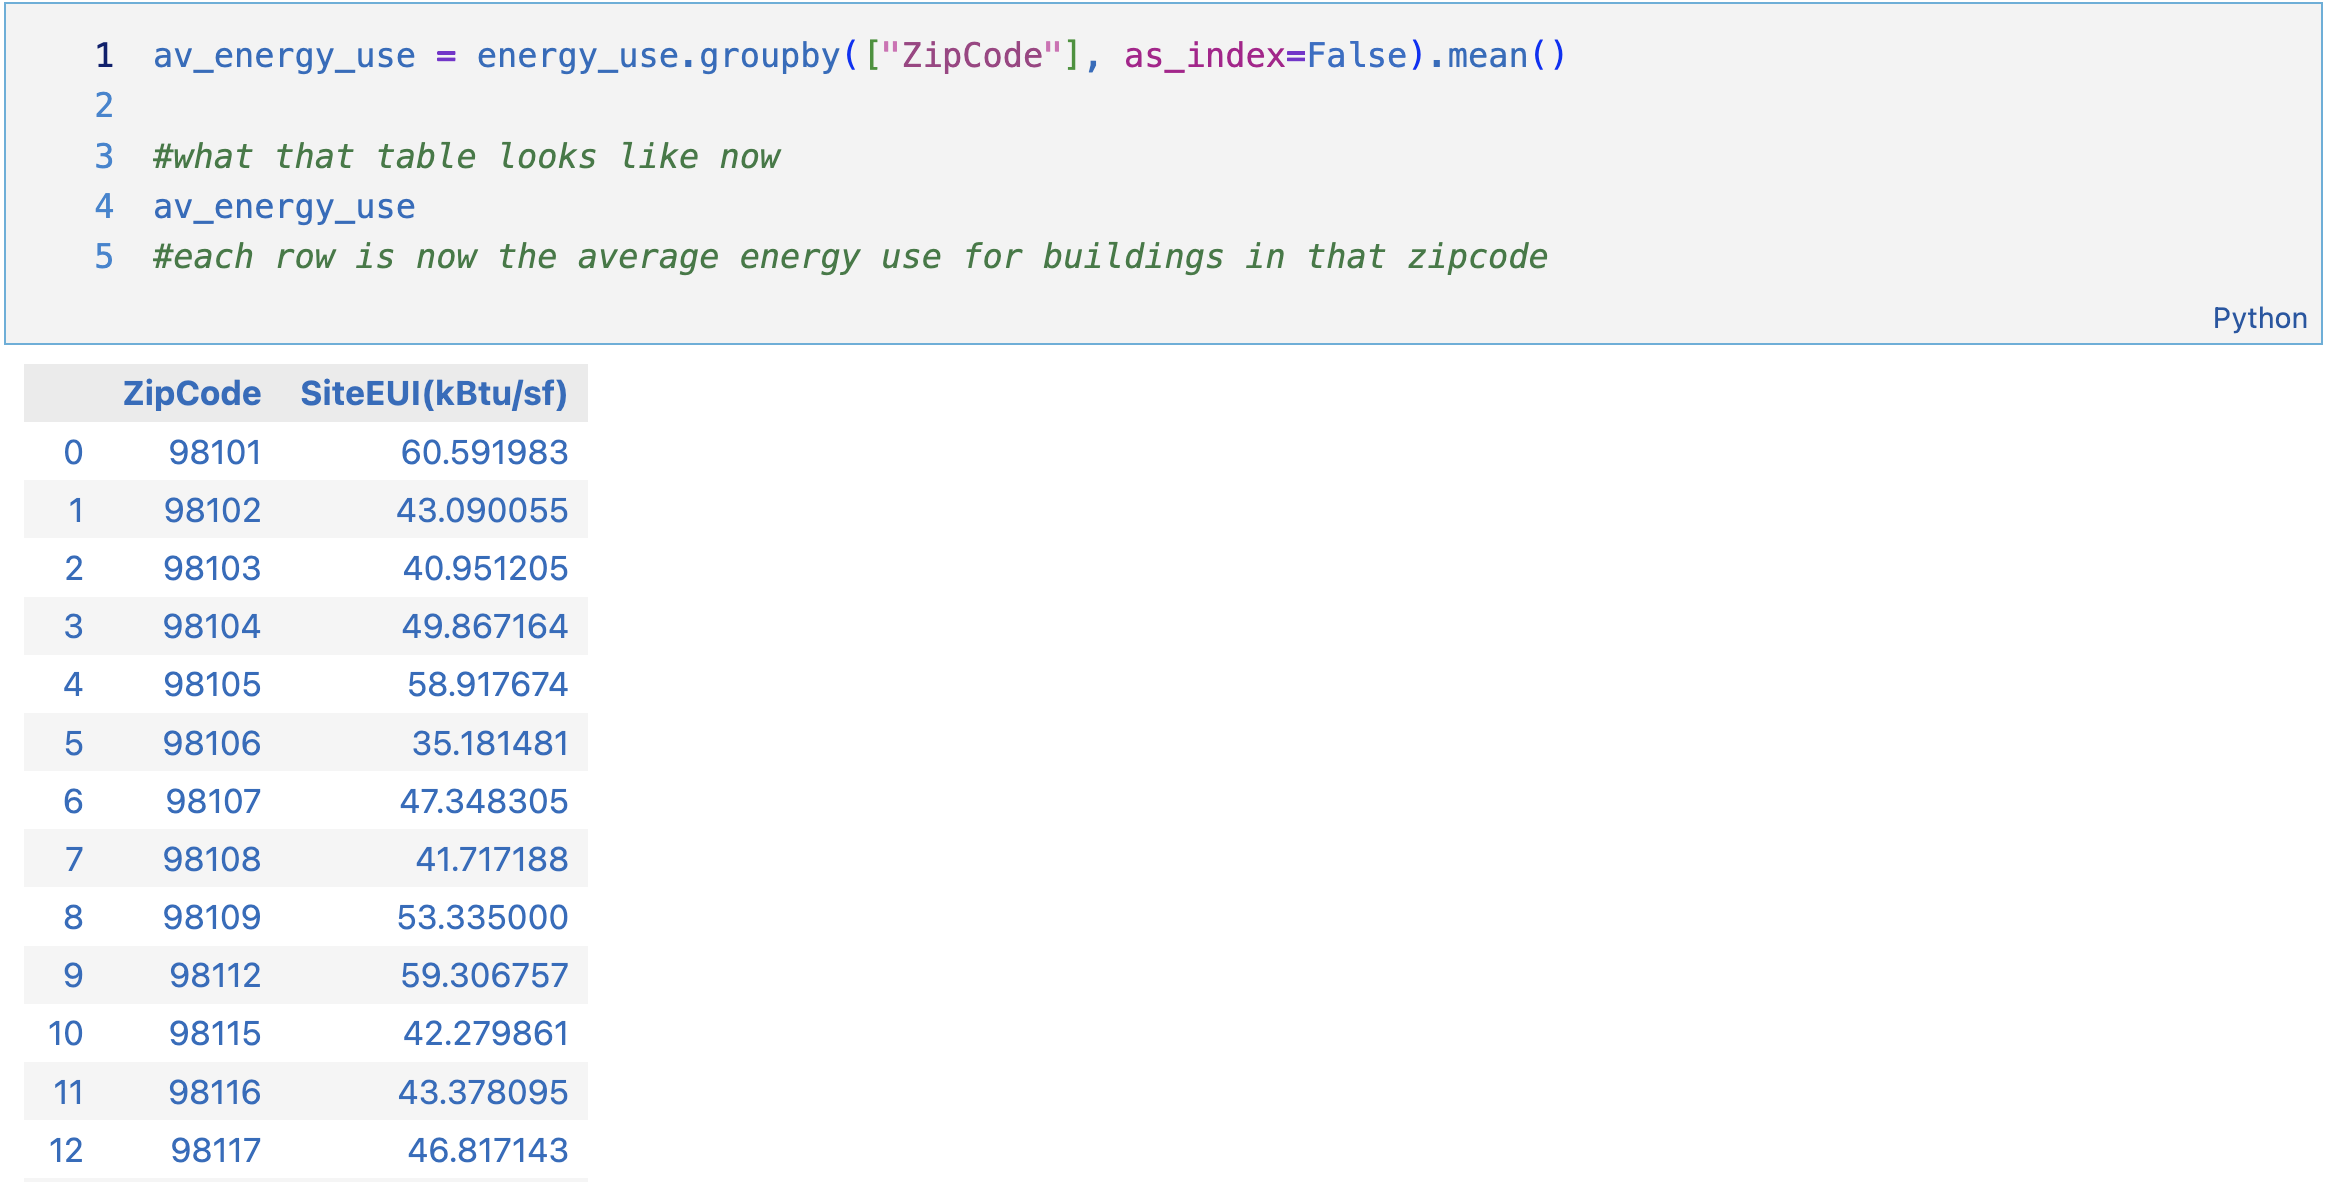 1 av_energy_use = energy_use.groupby(["ZipCode"], as_index=False).mean()
2
3 #what that table looks like now
4 av_energy_use
5 #each row is now the average energy use for buildings in that zipcode
Python
ZipCode SiteEUI(kBtu/sf)
0 98101 60.591983
1 98102 43.090055
2 98103 40.951205
3 98104 49.867164
4 98105 58.917674
5 98106 35.181481
6 98107 47.348305
7 98108 41.717188
8 98109 53.335000
9 98112 59.306757
10 98115 42.279861
11 98116 43.378095
12 98117 46.817143